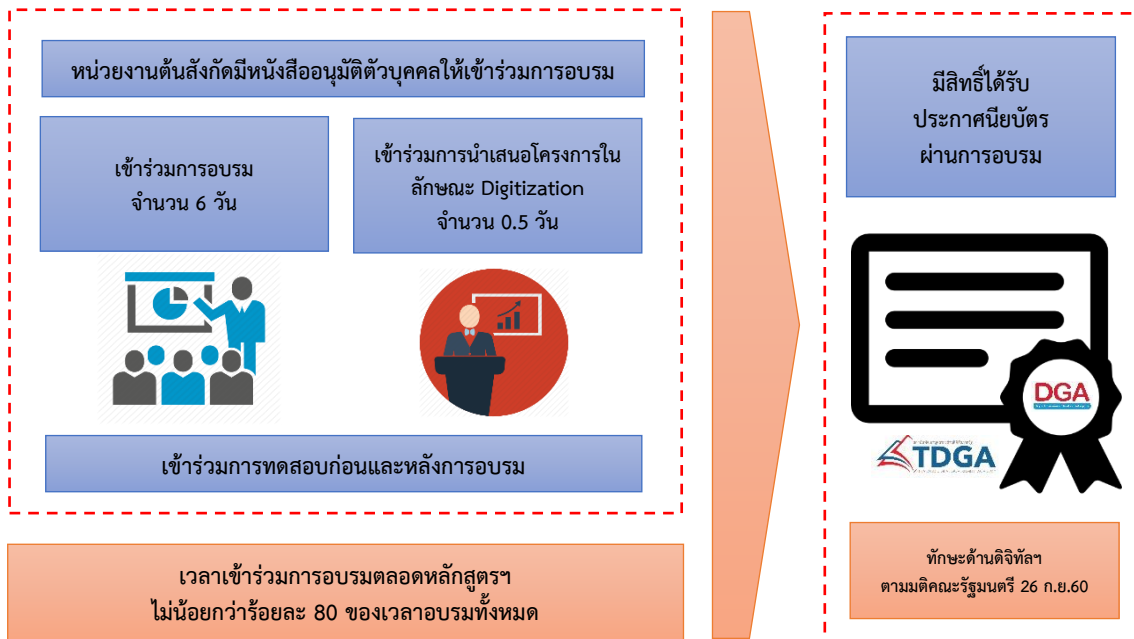 หน่วยงานต้นสังกัดมีหนังสืออนุมัติตัวบุคคลให้เข้าร่วมการอบรม
เข้าร่วมการอบรม
จำนวน 6 วัน
เข้าร่วมการนำเสนอโครงการใน
ลักษณะ Digitization
จำนวน 0.5 วัน
เข้าร่วมการทดสอบก่อนและหลังการอบรม
เวลาเข้าร่วมการอบรมตลอดหลักสูตรฯ
ไม่น้อยกว่าร้อยละ 80 ของเวลาอบรมทั้งหมด
มีสิทธิ์ได้รับ
ประกาศนียบัตร
ผ่านการอบรม
DGA
TDGA
ทักษะด้านดิจิทัลฯ
ตามมติคณะรัฐมนตรี 26 ก.ย.60